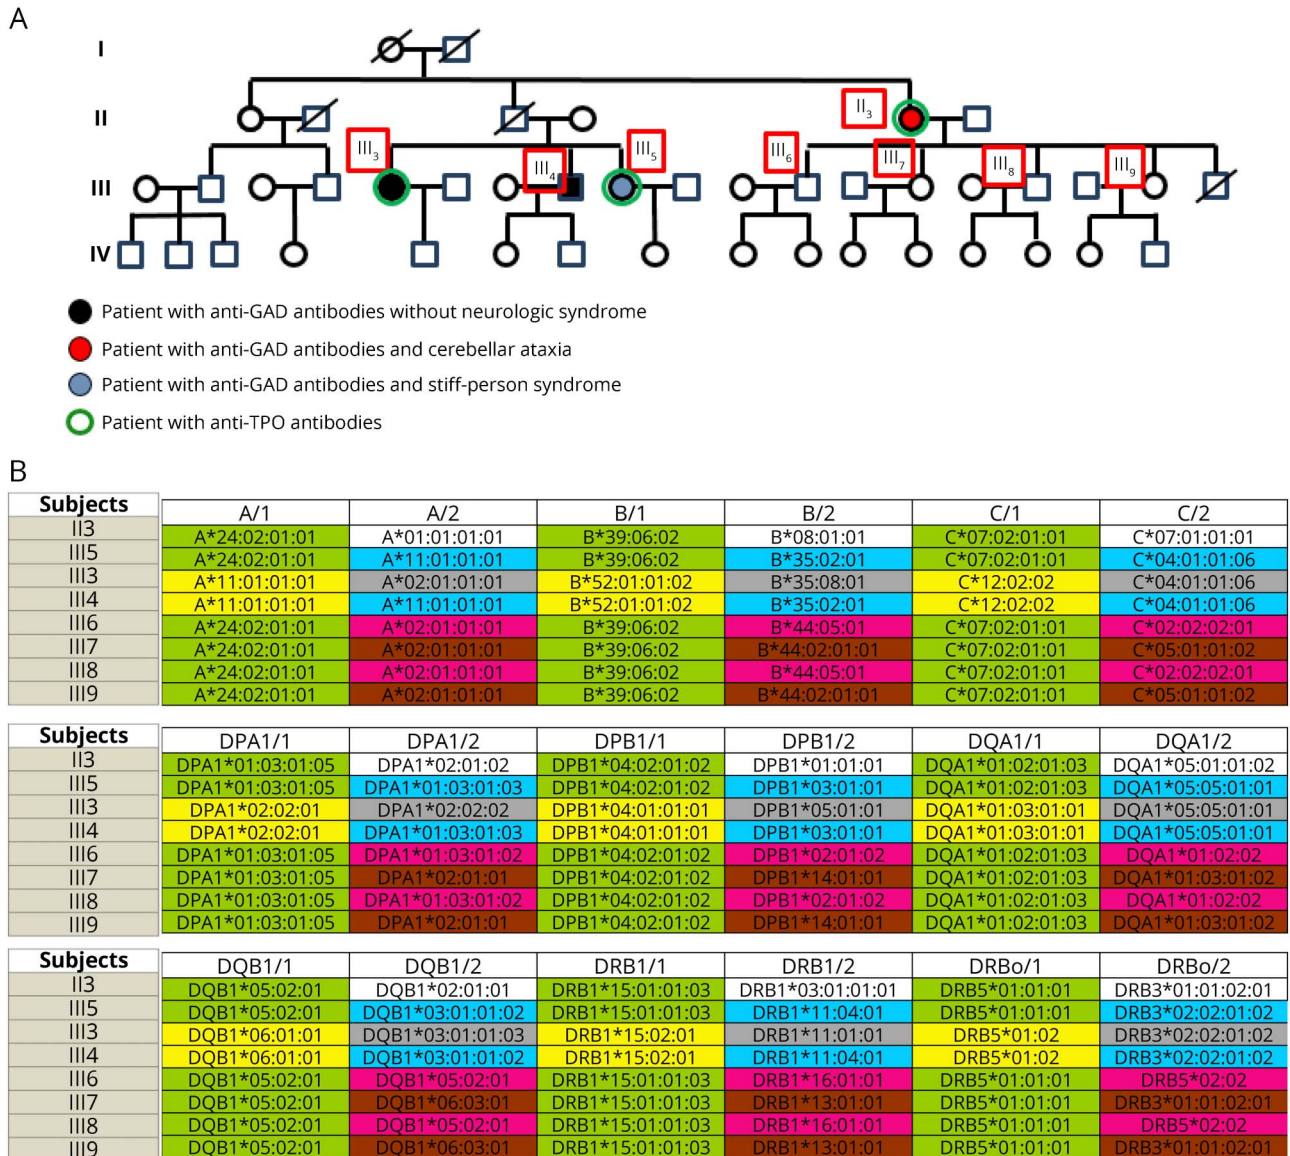 A
I
II
II3
III3
III4
III5
III6
III7
III8
III9
III
IV
Patient with anti-GAD antibodies without neurologic syndrome
Patient with anti-GAD antibodies and cerebellar ataxia
Patient with anti-GAD antibodies and stiff-person syndrome
Patient with anti-TPO antibodies
B
Subjects A/1 A/2 B/1 B/2 C/1 C/2
II3 A*24:02:01:01 A*01:01:01:01 B*39:06:02 B*08:01:01 C*07:02:01:01 C*07:01:01:01
III5 A*24:02:01:01 A*11:01:01:01 B*39:06:02 B*35:02:01 C*07:02:01:01 C*04:01:01:06
III3 A*11:01:01:01 A*02:01:01:01 B*52:01:01:02 B*35:08:01 C*12:02:02 C*04:01:01:06
III4 A*11:01:01:01 A*11:01:01:01 B*52:01:01:02 B*35:02:01 C*12:02:02 C*04:01:01:06
III6 A*24:02:01:01 A*02:01:01:01 B*39:06:02 B*44:05:01 C*07:02:01:01 C*02:02:02:01
III7 A*24:02:01:01 A*02:01:01:01 B*39:06:02 B*44:02:01:01 C*07:02:01:01 C*05:01:01:02
III8 A*24:02:01:01 A*02:01:01:01 B*39:06:02 B*44:05:01 C*07:02:01:01 C*02:02:02:01
III9 A*24:02:01:01 A*02:01:01:01 B*39:06:02 B*44:02:01:01 C*07:02:01:01 C*05:01:01:02
Subjects DPA1/1 DPA1/2 DPB1/1 DPB1/2 DQA1/1 DQA1/2
II3 DPA1*01:03:01:05 DPA1*02:01:02 DPB1*04:02:01:02 DPB1*01:01:01 DQA1*01:02:01:03 DQA1*05:01:01:02
III5 DPA1*01:03:01:05 DPA1*01:03:01:03 DPB1*04:02:01:02 DPB1*03:01:01 DQA1*01:02:01:03 DQA1*05:05:01:01
III3 DPA1*02:02:01 DPA1*02:02:02 DPB1*04:01:01:01 DPB1*05:01:01 DQA1*01:03:01:01 DQA1*05:05:01:01
III4 DPA1*02:02:01 DPA1*01:03:01:03 DPB1*04:01:01:01 DPB1*03:01:01 DQA1*01:03:01:01 DQA1*05:05:01:01
III6 DPA1*01:03:01:05 DPA1*01:03:01:02 DPB1*04:02:01:02 DPB1*02:01:02 DQA1*01:02:01:03 DQA1*01:02:02
III7 DPA1*01:03:01:05 DPA1*02:01:01 DPB1*04:02:01:02 DPB1*14:01:01 DQA1*01:02:01:03 DQA1*01:03:01:02
III8 DPA1*01:03:01:05 DPA1*01:03:01:02 DPB1*04:02:01:02 DPB1*02:01:02 DQA1*01:02:01:03 DQA1*01:02:02
III9 DPA1*01:03:01:05 DPA1*02:01:01 DPB1*04:02:01:02 DPB1*14:01:01 DQA1*01:02:01:03 DQA1*01:03:01:02
Subjects DQB1/1 DQB1/2 DRB1/1 DRB1/2 DRBo/1 DRBo/2
II3 DQB1*05:02:01 DQB1*02:01:01 DRB1*15:01:01:03 DRB1*03:01:01:01 DRB5*01:01:01 DRB3*01:01:02:01
III5 DQB1*05:02:01 DQB1*03:01:01:02 DRB1*15:01:01:03 DRB1*11:04:01 DRB5*01:01:01 DRB3*02:02:01:02
III3 DQB1*06:01:01 DQB1*03:01:01:03 DRB1*15:02:01 DRB1*11:01:01 DRB5*01:02 DRB3*02:02:01:02
III4 DQB1*06:01:01 DQB1*03:01:01:02 DRB1*15:02:01 DRB1*11:04:01 DRB5*01:02 DRB3*02:02:01:02
III6 DQB1*05:02:01 DQB1*05:02:01 DRB1*15:01:01:03 DRB1*16:01:01 DRB5*01:01:01 DRB5*02:02
III7 DQB1*05:02:01 DQB1*06:03:01 DRB1*15:01:01:03 DRB1*13:01:01 DRB5*01:01:01 DRB3*01:01:02:01
III8 DQB1*05:02:01 DQB1*05:02:01 DRB1*15:01:01:03 DRB1*16:01:01 DRB5*01:01:01 DRB5*02:02
III9 DQB1*05:02:01 DQB1*06:03:01 DRB1*15:01:01:03 DRB1*13:01:01 DRB5*01:01:01 DRB3*01:01:02:01